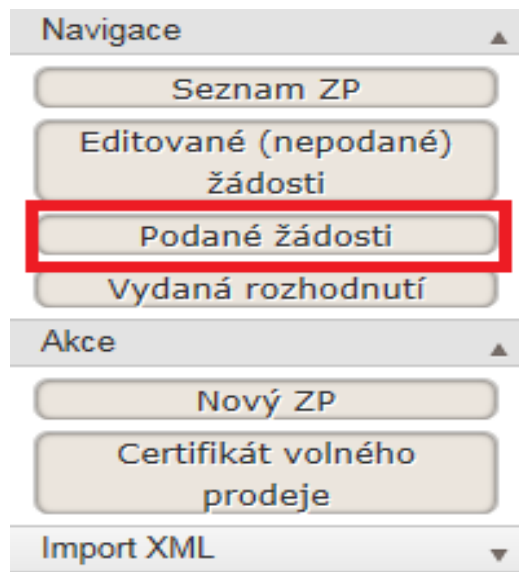 Navigace
Seznam ZP
Editované (nepodané)
žádosti
Podané žádosti
Vydaná rozhodnutí
Akce
Nový ZP
Certifikát volného
prodeje
Import XML